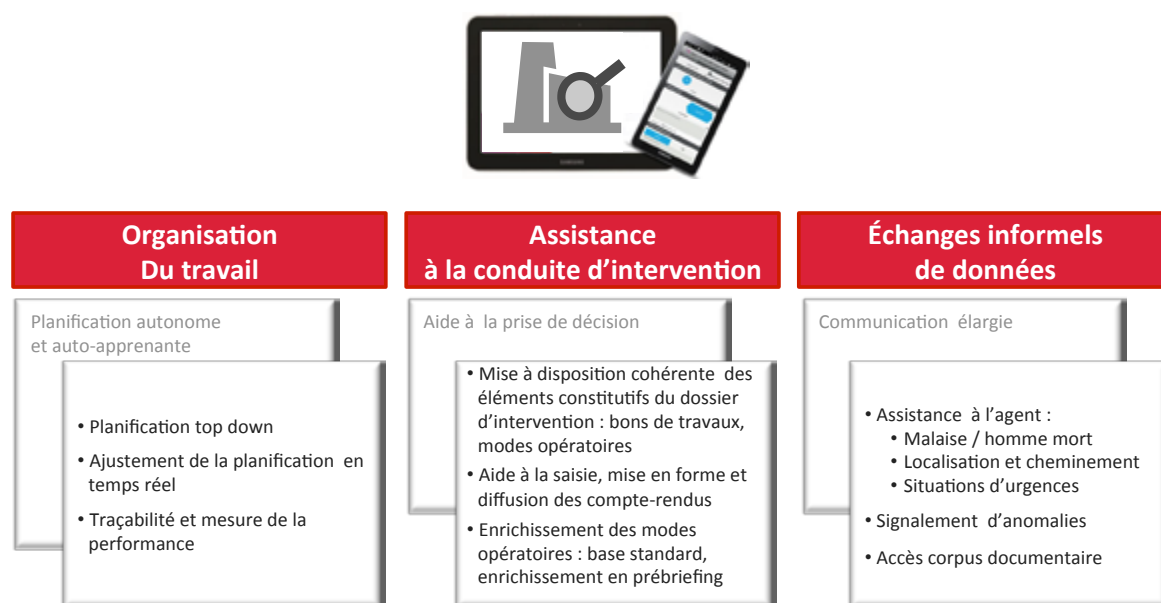 Organisation
Du travail
Planification autonome
et auto-apprenante
• Planification top down
• Ajustement de la planification en
temps réel
• Traçabilité et mesure de la
performance
Assistance
à la conduite d’intervention
Aide à la prise de décision
• Mise à disposition cohérente des
éléments constitutifs du dossier
d’intervention : bons de travaux,
modes opératoires
• Aide à la saisie, mise en forme et
diffusion des compte-rendus
• Enrichissement des modes
opératoires : base standard,
enrichissement en prébriefing
Échanges informels
de données
Communication élargie
• Assistance à l’agent :
• Malaise / homme mort
• Localisation et cheminement
• Situations d’urgences
• Signalement d’anomalies
• Accès corpus documentaire